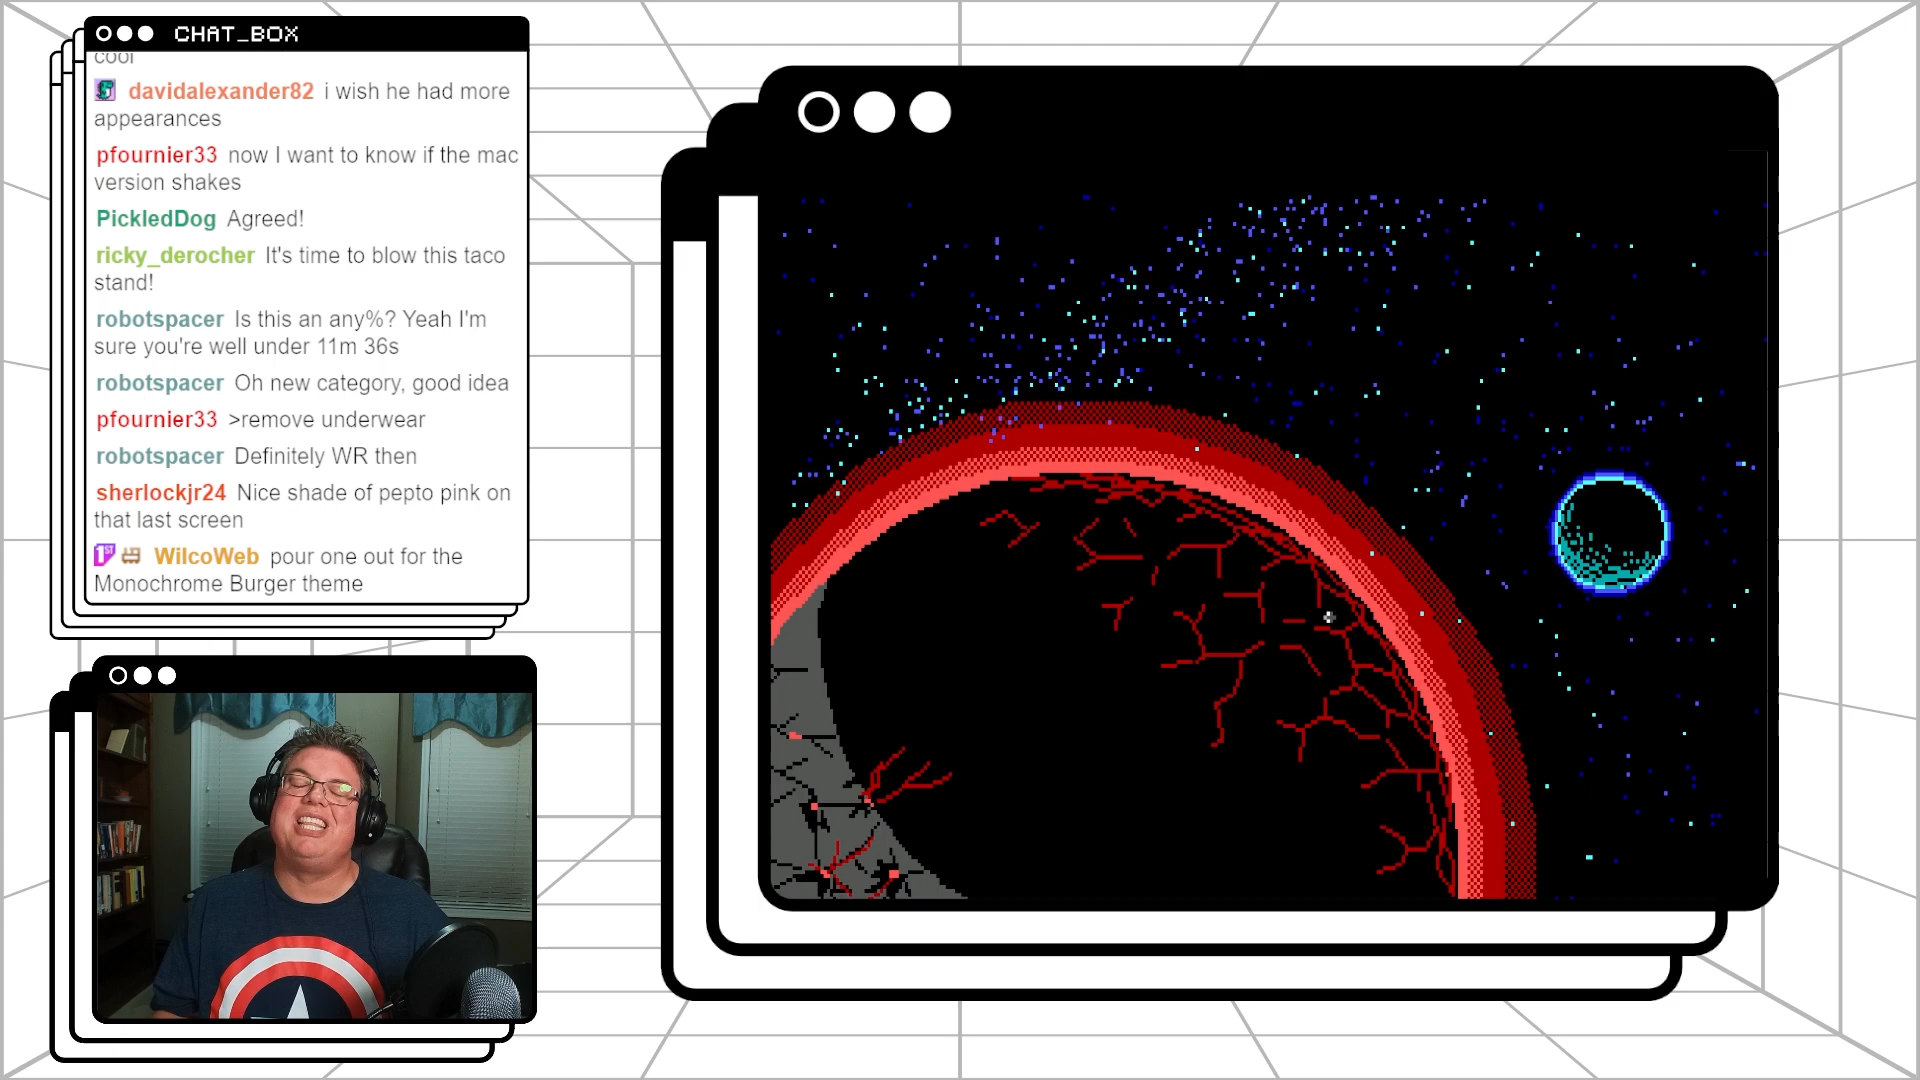 CHAT_BOX
cool
davidalexander82 i wish he had more
appearances
pfournier33 now I want to know if the mac
version shakes
PickledDog Agreed!
ricky_derocher It's time to blow this taco
stand!
robotspacer Is this an any%? Yeah I'm
sure you're well under 11m 36s
robotspacer Oh new category, good idea
pfournier33 >remove underwear
robotspacer Definitely WR then
sherlockjr24 Nice shade of pepto pink on
that last screen
1ST WilcoWeb pour one out for the
Monochrome Burger theme